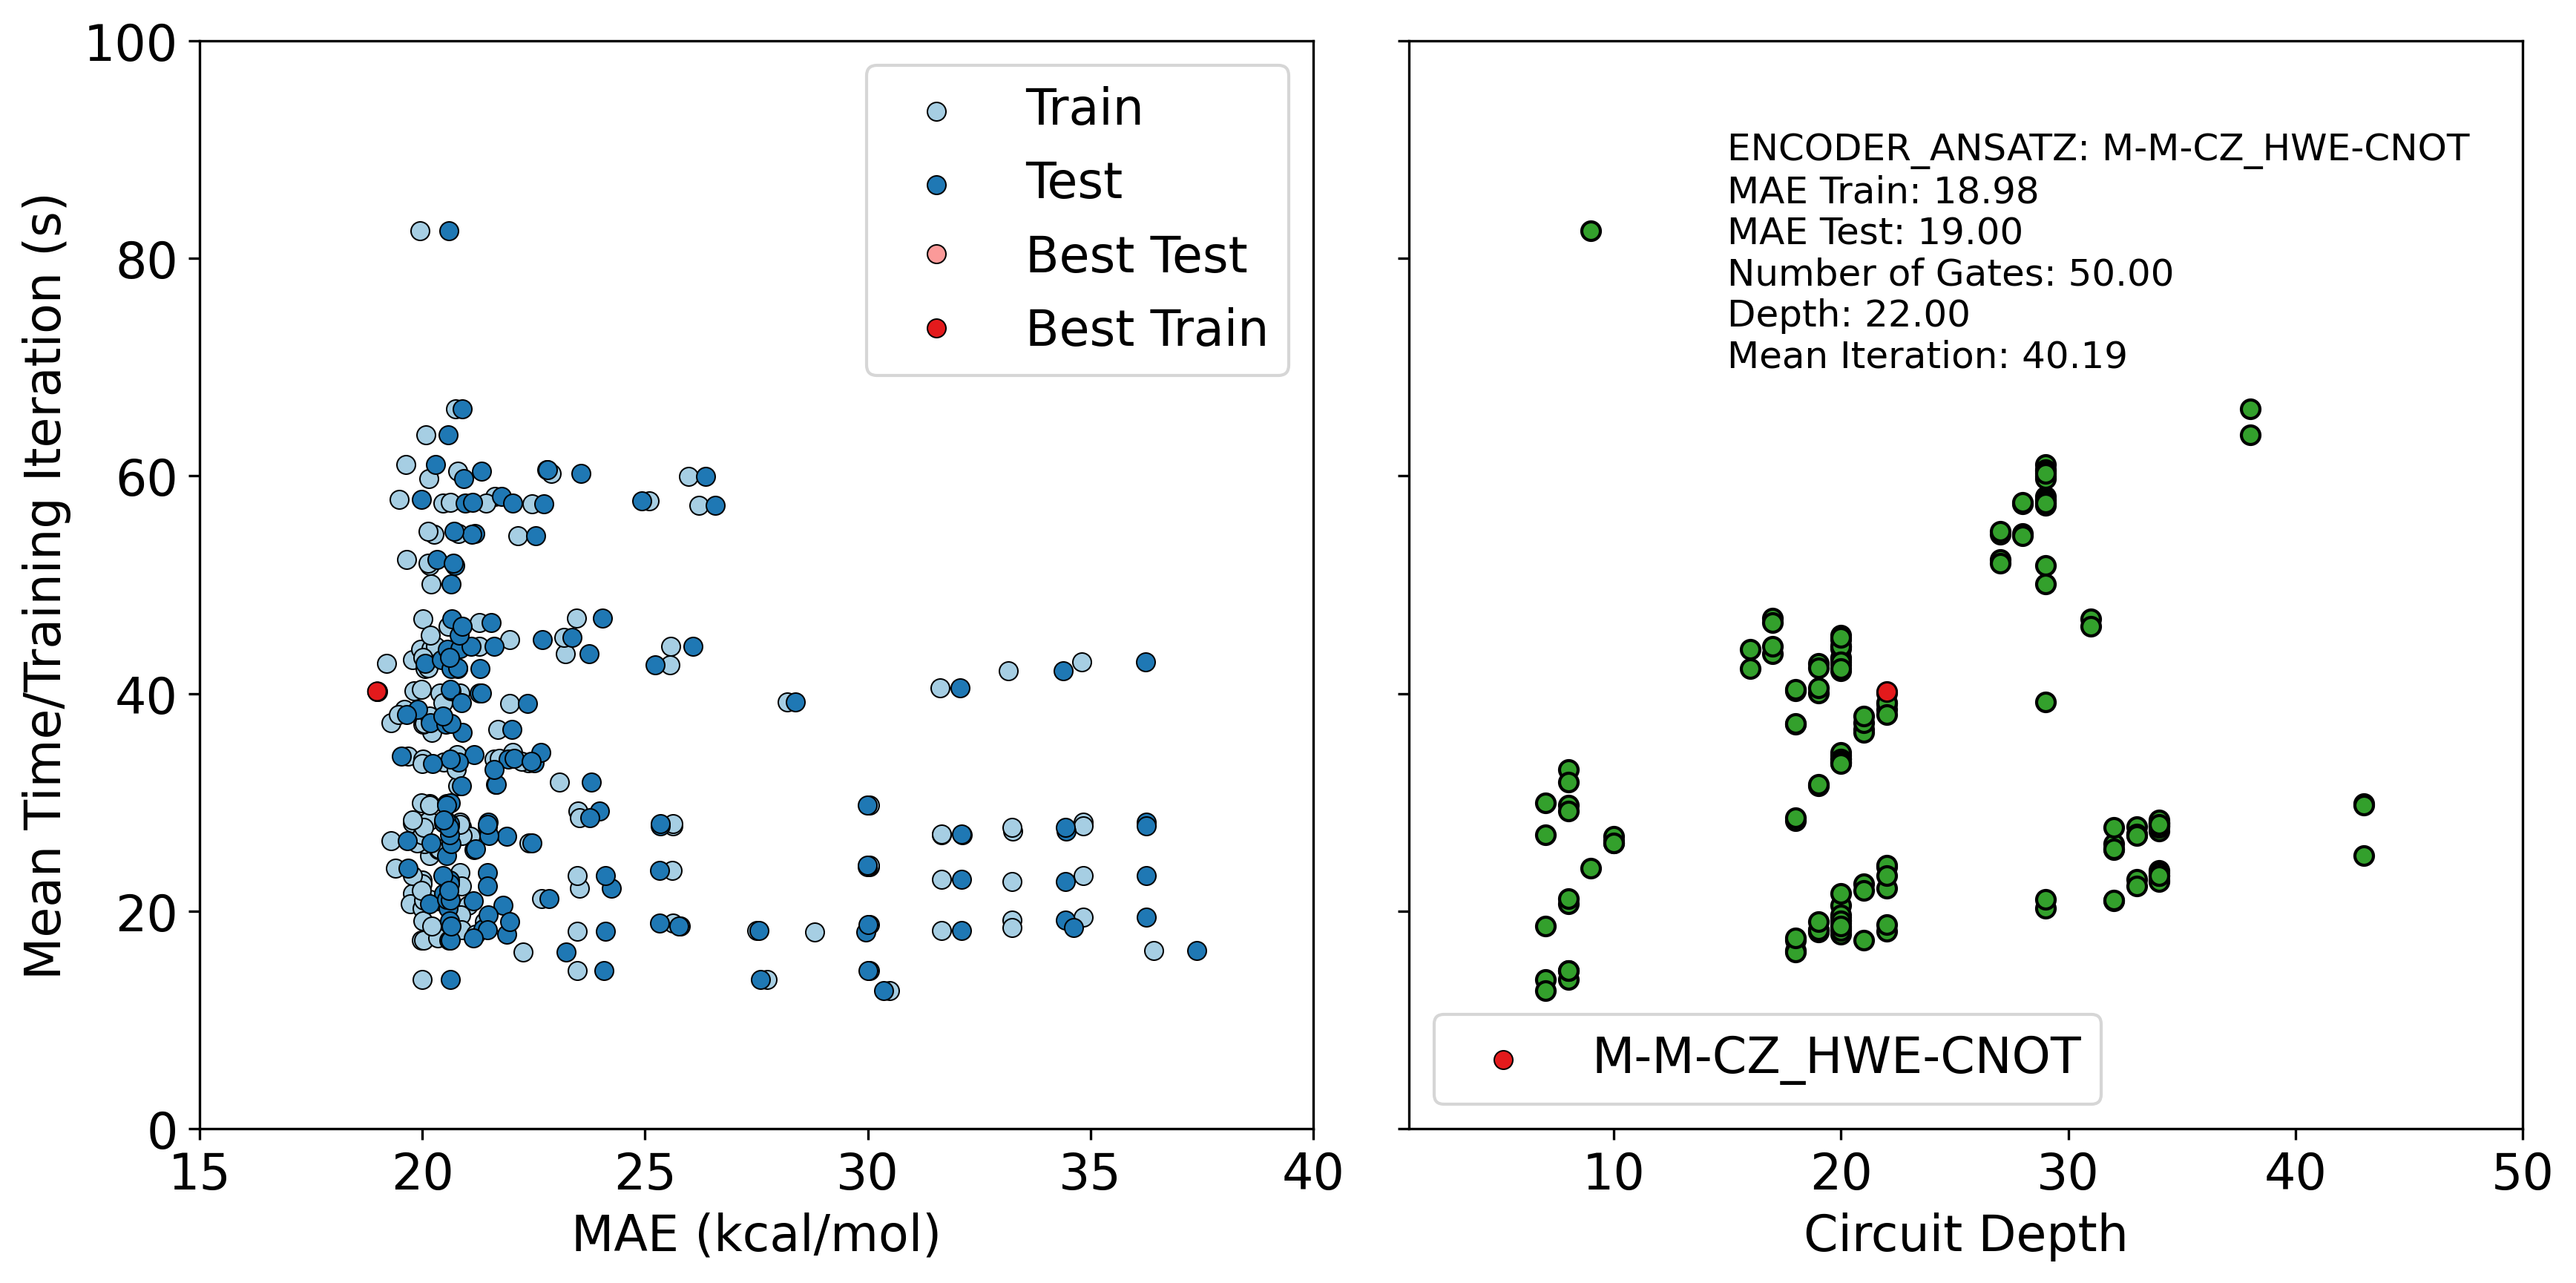 Mean Time/Training Iteration (s)
100
80
60
40
20
0
15 20 25 30 35 40
MAE (kcal/mol)
Train
Test
Best Test
Best Train
ENCODER_ANSATZ: M-M-CZ_HWE-CNOT
MAE Train: 18.98
MAE Test: 19.00
Number of Gates: 50.00
Depth: 22.00
Mean Iteration: 40.19
M-M-CZ_HWE-CNOT
10 20 30 40 50
Circuit Depth